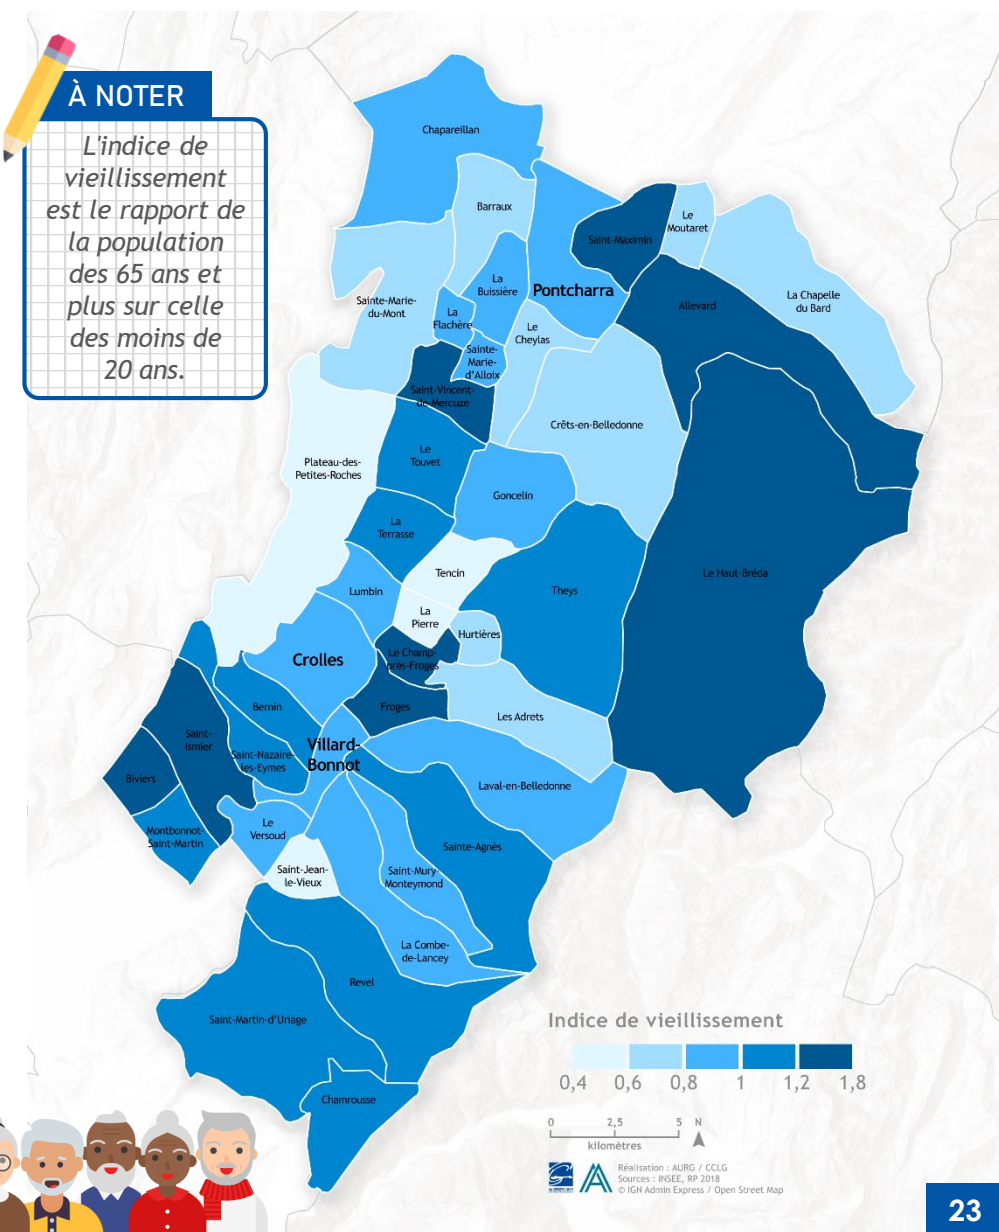 À NOTER
L'indice de
vieillissement
est le rapport de
la population
des 65 ans et
plus sur celle
des moins de
20 ans.
Chapareillan
Barraux
Saint-Maximin
Le
Moutaret
La
Buissière
Pontcharra
La Chapelle
du Bard
Sainte-Marie-
du-Mont
La
Flachère
Le
Cheylas
Allevard
Sainte-
Marie-
d'Alloix
Saint-Vincent-
de-Mercuze
Crêts-en-Belledonne
Le
Touvet
Plateau-des-
Petites-Roches
Goncelin
La
Terrasse
Tencin
Le Haut-Bréda
Lumbin
Theys
La
Pierre
Hurtières
Crolles
Le Champ-
près-Froges
Bernin
Froges
Les Adrets
Saint-
Ismier
Villard-
Bonnot
Saint-Nazaire-
les-Eymes
Biviers
Laval-en-Belledonne
Le
Versoud
Montbonnot-
Saint-Martin
Sainte-Agnès
Saint-Jean-
le-Vieux
Saint-Mury-
Monteymond
La Combe-
de-Lancey
Revel
Saint-Martin-d'Uriage
Chamrousse
Indice de vieillissement
0,4 0,6 0,8 1 1,2 1,8
0 2,5 5 N
kilomètres
Réalisation : AURG / CCLG
Sources : INSEE, RP 2018
© IGN Admin Express / Open Street Map
23